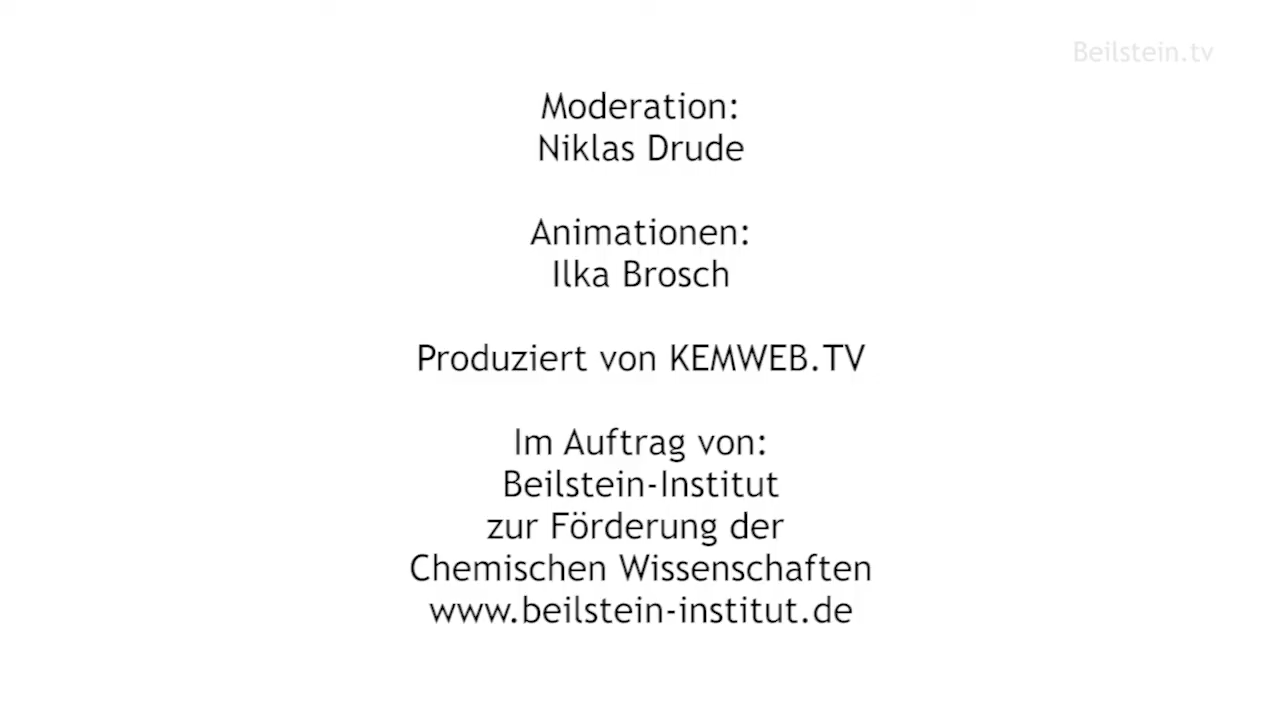 Beilstein.tv
Moderation:
Niklas Drude
Animationen:
Ilka Brosch
Produziert von KEMWEB.TV
Im Auftrag von:
Beilstein-Institut
zur Förderung der
Chemischen Wissenschaften
www.beilstein-institut.de